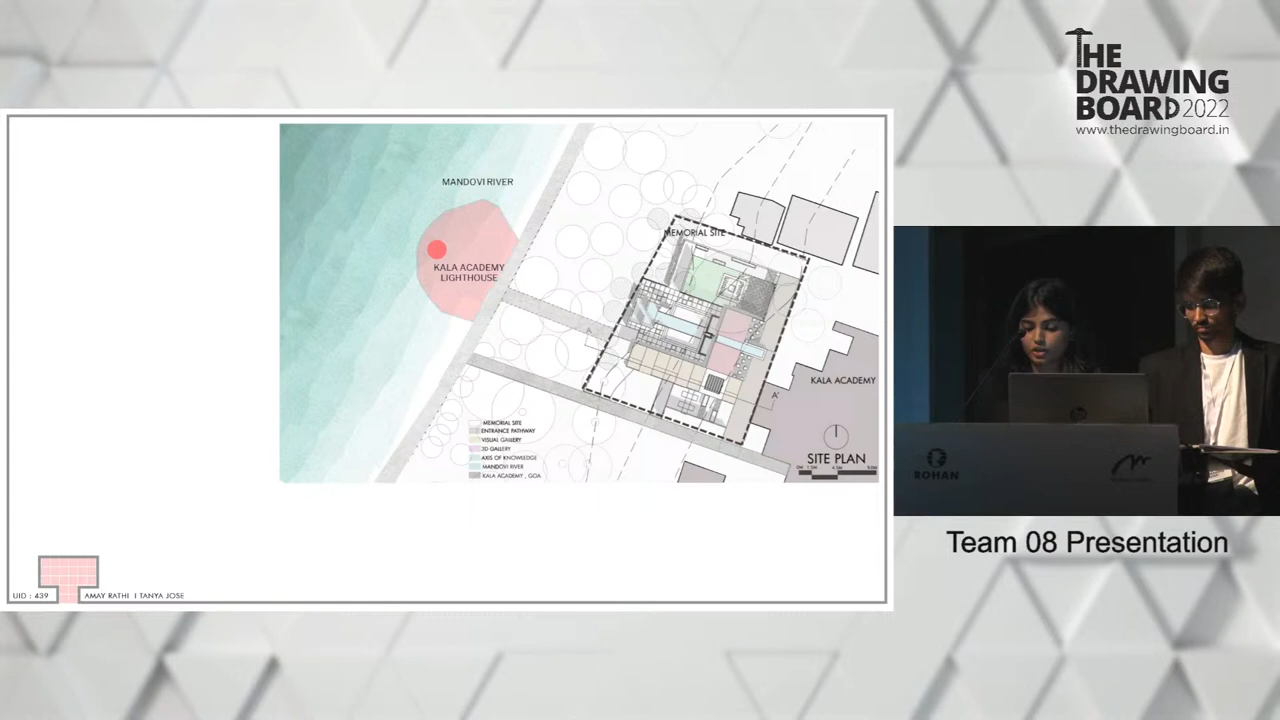 THE
DRAWING
BOARD 2022
www.thedrawingboard.in
MANDOVI RIVER
KALA ACADEMY
LIGHTHOUSE
MEMORIAL SITE
A
A'
KALA ACADEMY
SITE PLAN
MEMORIAL SITE
ENTRANCE PATHWAY
VISUAL GALLERY
3D GALLERY
AXIS OF KNOWLEDGE
MANDOVI RIVER
KALA ACADEMY , GOA
ROHAN
Team 08 Presentation
UID : 439
AMAY RATHI I TANYA JOSE